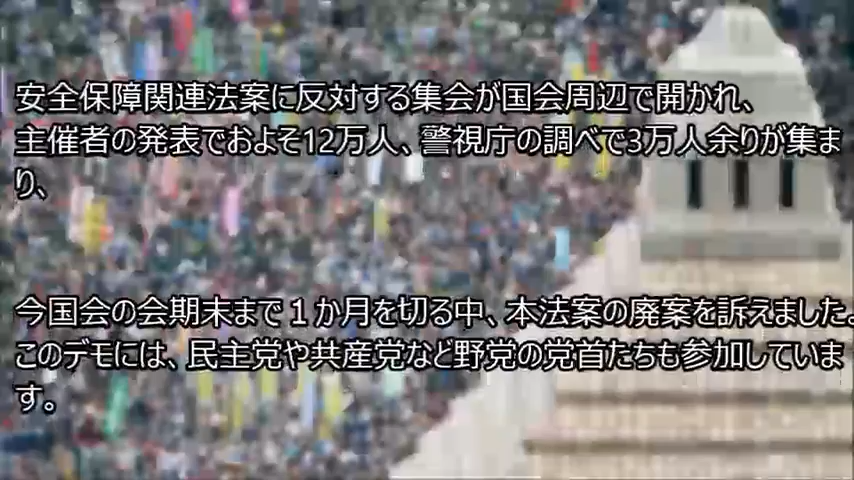 安全保障関連法案に反対する集会が国会周辺で開かれ、
主催者の発表でおよそ12万人、警視庁の調べで3万人余りが集ま
り、
今国会の会期末まで１か月を切る中、本法案の廃案を訴えました。
このデモには、民主党や共産党など野党の党首たちも参加していま
す。